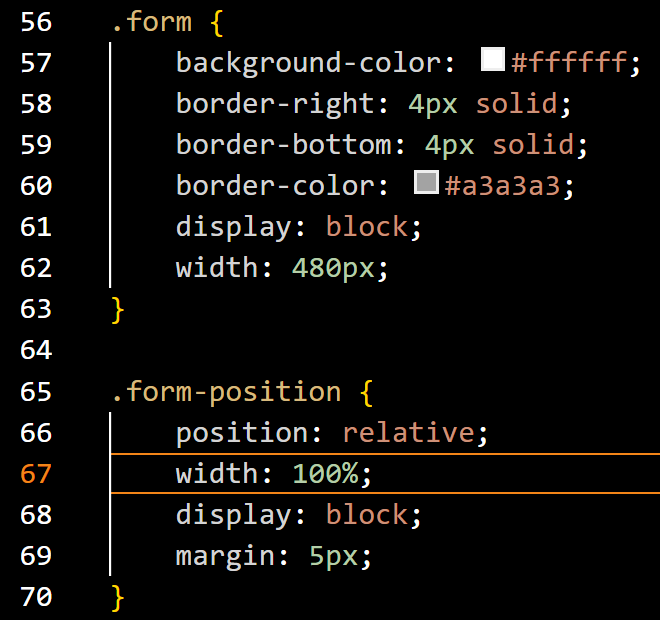 56 .form {
57 background-color: #ffffff;
58 border-right: 4px solid;
59 border-bottom: 4px solid;
60 border-color: #a3a3a3;
61 display: block;
62 width: 480px;
63 }
64
65 .form-position {
66 position: relative;
67 width: 100%;
68 display: block;
69 margin: 5px;
70 }